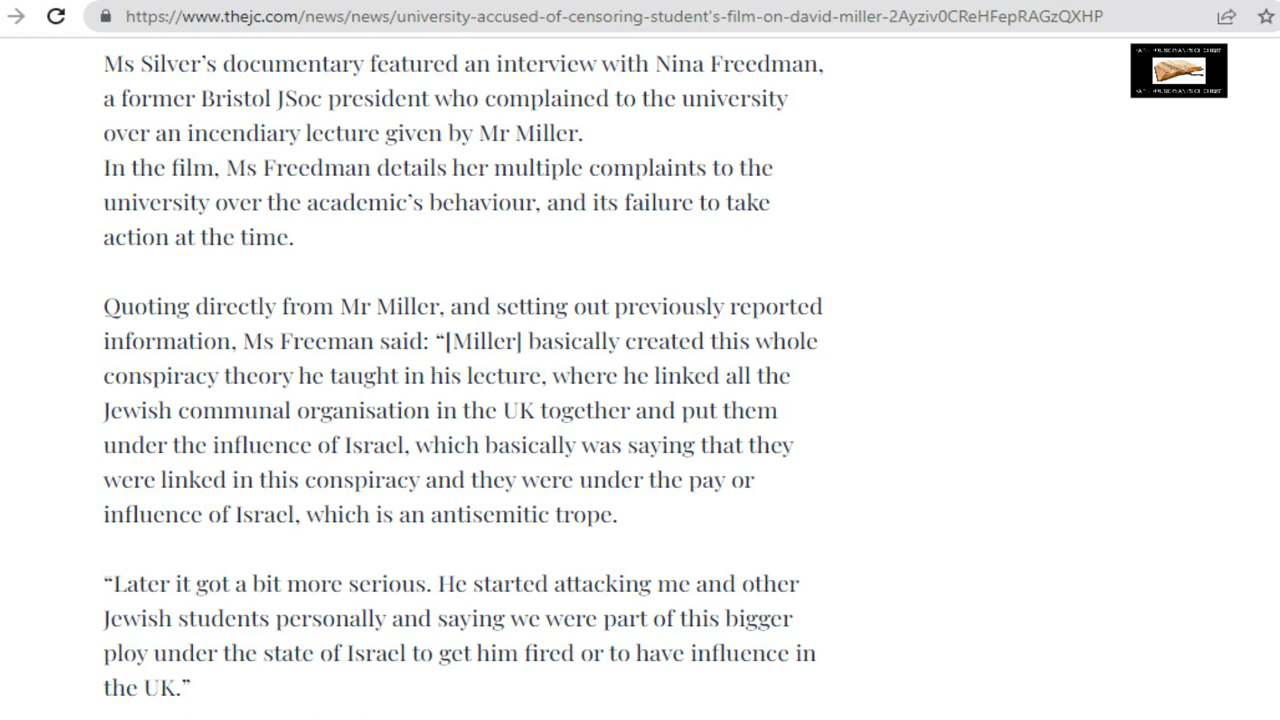 https://www.thejc.com/news/news/university-accused-of-censoring-student's-film-on-david-miller-2Ayziv0CReHFepRAGzQXHP
Ms Silver’s documentary featured an interview with Nina Freedman,
a former Bristol JSoc president who complained to the university
over an incendiary lecture given by Mr Miller.
In the film, Ms Freedman details her multiple complaints to the
university over the academic’s behaviour, and its failure to take
action at the time.
Quoting directly from Mr Miller, and setting out previously reported
information, Ms Freeman said: “[Miller] basically created this whole
conspiracy theory he taught in his lecture, where he linked all the
Jewish communal organisation in the UK together and put them
under the influence of Israel, which basically was saying that they
were linked in this conspiracy and they were under the pay or
influence of Israel, which is an antisemitic trope.
“Later it got a bit more serious. He started attacking me and other
Jewish students personally and saying we were part of this bigger
ploy under the state of Israel to get him fired or to have influence in
the UK.”